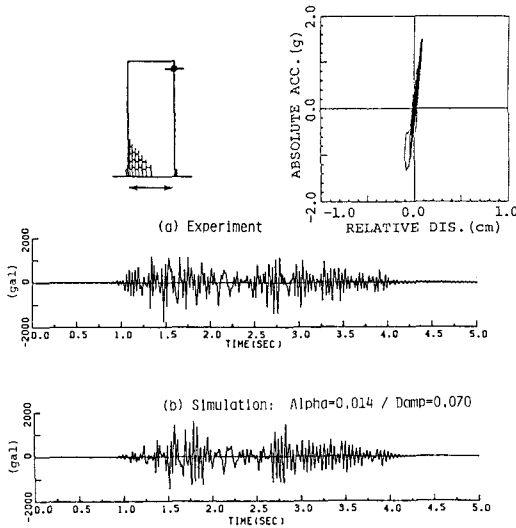 ABSOLUTE ACC.(g)
2.0
0.0
-2.0
-1.0 0.0 1.0
RELATIVE DIS.(cm)
(a) Experiment
2000
0
-2000
(gal)
0.0 0.5 1.0 1.5 2.0 2.5 3.0 3.5 4.0 4.5 5.0
TIME(SEC)
(b) Simulation: Alpha=0.014 / Damp=0.070
2000
0
-2000
(gal)
0.0 0.5 1.0 1.5 2.0 2.5 3.0 3.5 4.0 4.5 5.0
TIME(SEC)